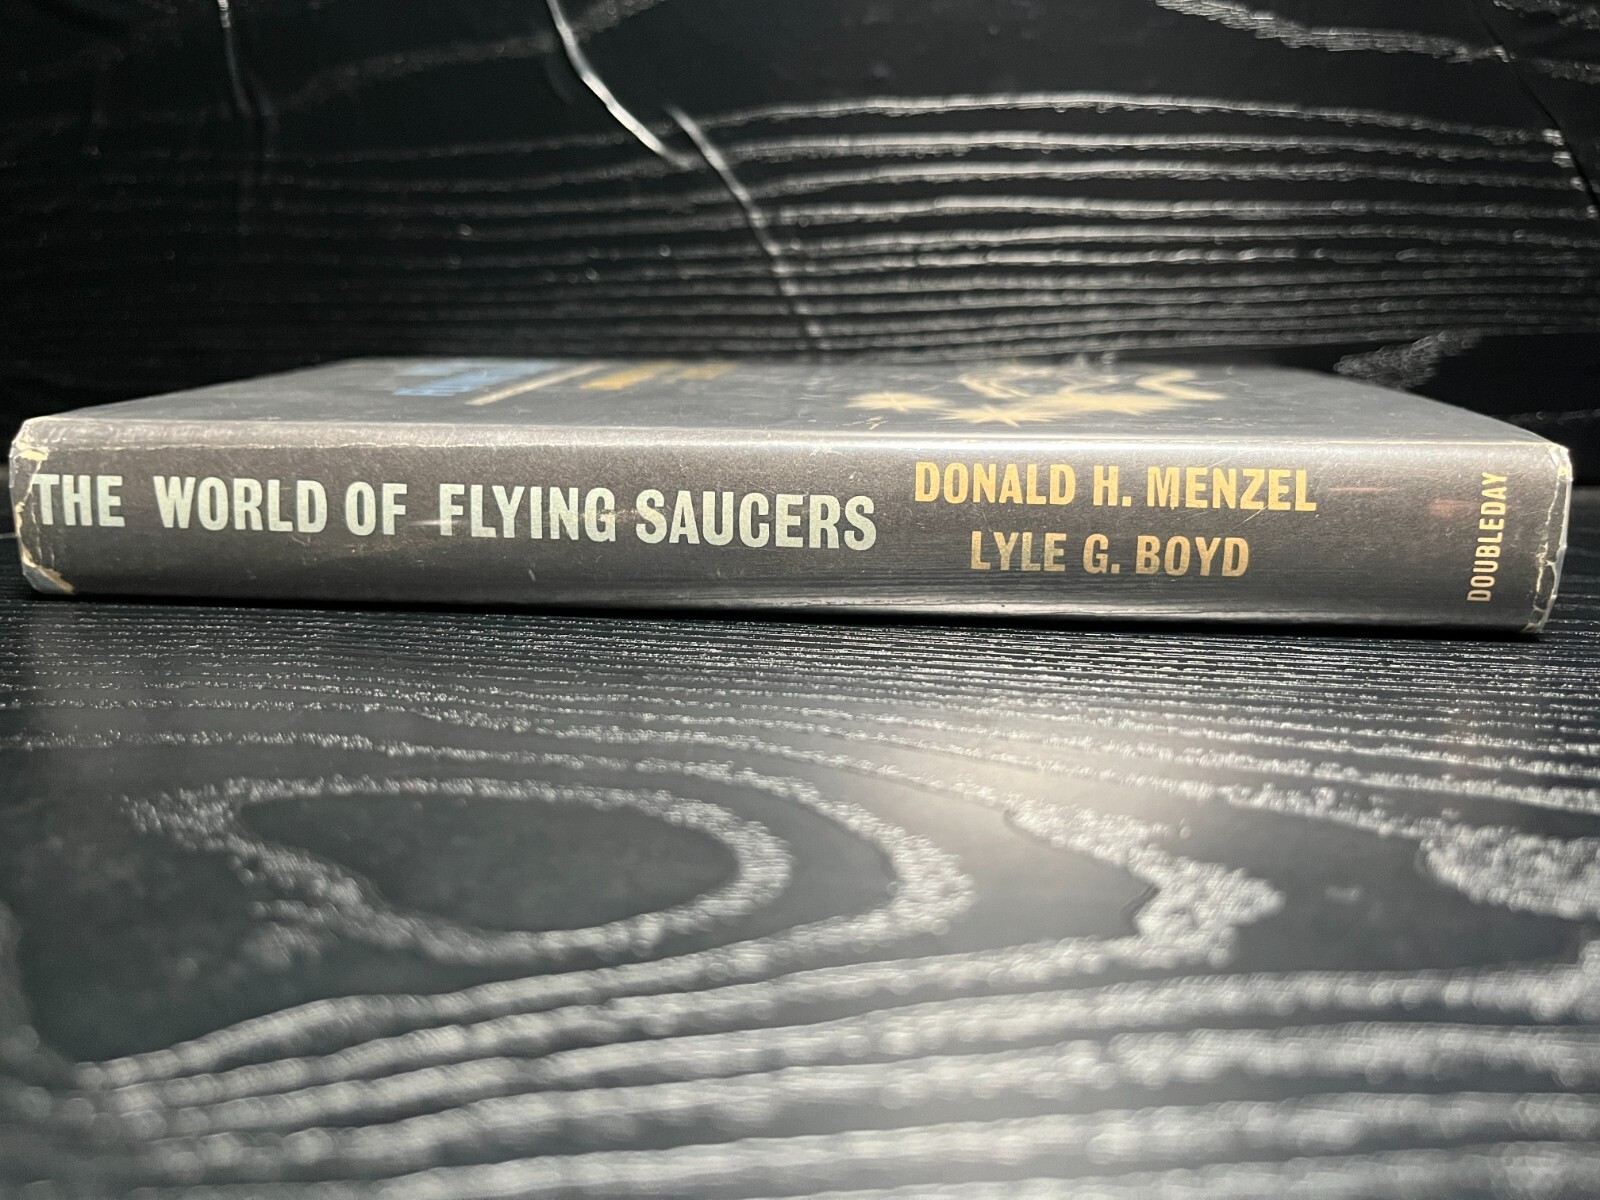 THE WORLD OF FLYING SAUCERS
DONALD H. MENZEL
LYLE G. BOYD
DOUBLEDAY